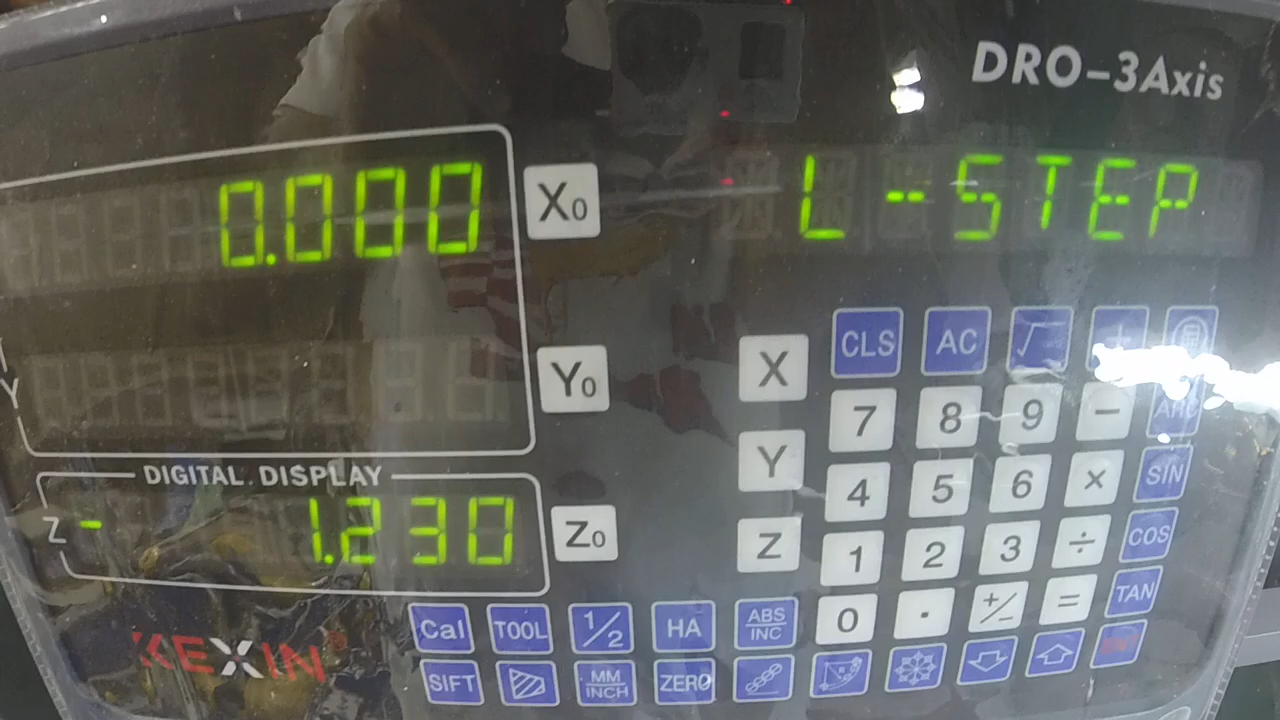 DRO-3Axis
0.000
X0
L-STEP
Y
Y0
X
CLS
AC
√
7
8
9
−
ARC
Y
4
5
6
×
SIN
DIGITAL DISPLAY
Z
- 1.230
Z0
Z
1
2
3
÷
COS
Cal
TOOL
1/2
HA
ABS
INC
0
.
+/−
=
TAN
KEXIN®
SIFT
MM
INCH
ZERO